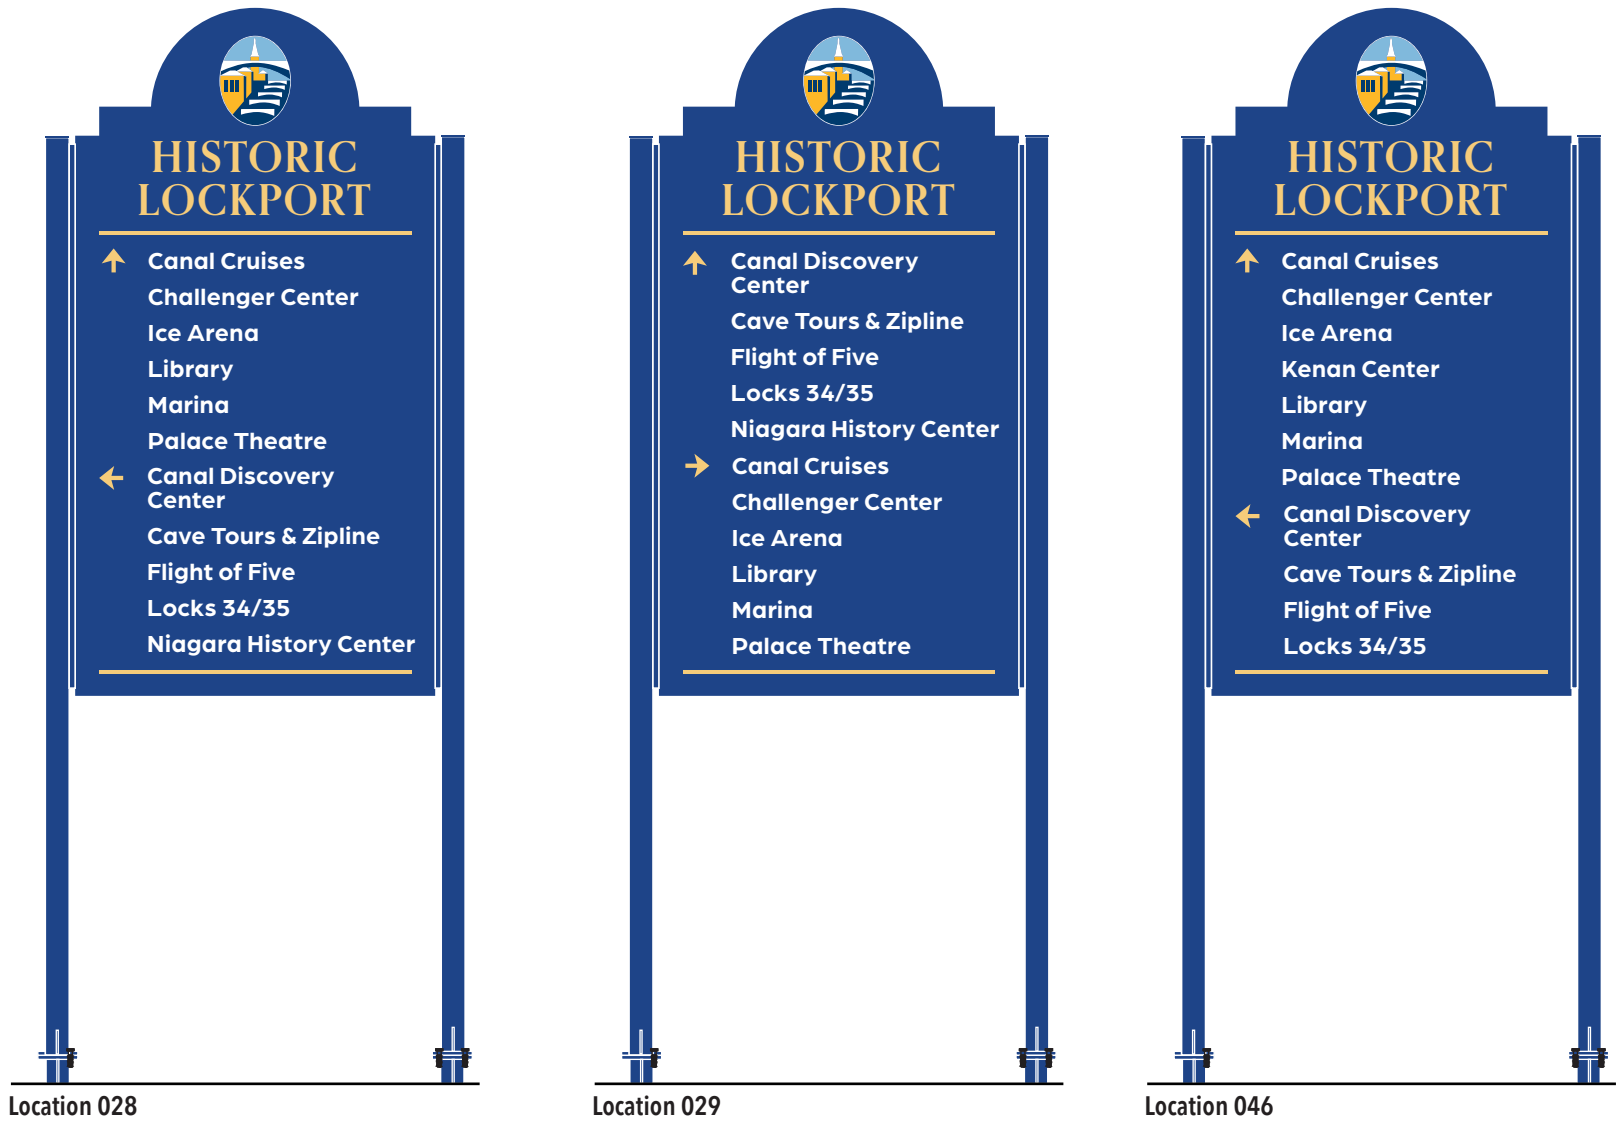 HISTORIC
LOCKPORT
Canal Cruises
Challenger Center
Ice Arena
Library
Marina
Palace Theatre
Canal Discovery
Center
Cave Tours & Zipline
Flight of Five
Locks 34/35
Niagara History Center
Location 028
HISTORIC
LOCKPORT
Canal Discovery
Center
Cave Tours & Zipline
Flight of Five
Locks 34/35
Niagara History Center
Canal Cruises
Challenger Center
Ice Arena
Library
Marina
Palace Theatre
Location 029
HISTORIC
LOCKPORT
Canal Cruises
Challenger Center
Ice Arena
Kenan Center
Library
Marina
Palace Theatre
Canal Discovery
Center
Cave Tours & Zipline
Flight of Five
Locks 34/35
Location 046